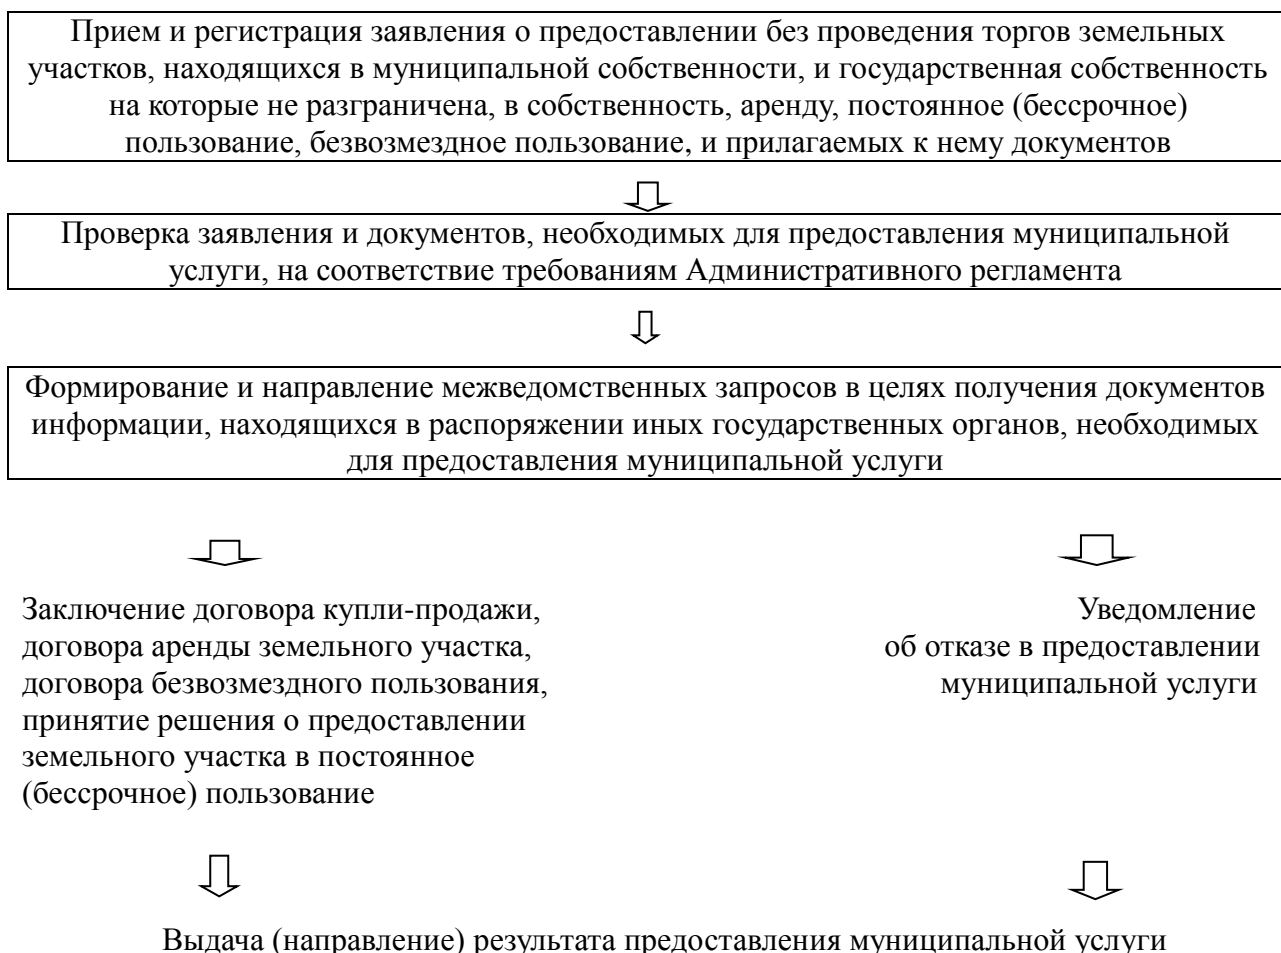 Прием и регистрация заявления о предоставлении без проведения торгов земельных
участков, находящихся в муниципальной собственности, и государственная собственность
на которые не разграничена, в собственность, аренду, постоянное (бессрочное)
пользование, безвозмездное пользование, и прилагаемых к нему документов
Проверка заявления и документов, необходимых для предоставления муниципальной
услуги, на соответствие требованиям Административного регламента
Формирование и направление межведомственных запросов в целях получения документов
информации, находящихся в распоряжении иных государственных органов, необходимых
для предоставления муниципальной услуги
Заключение договора купли-продажи,
договора аренды земельного участка,
договора безвозмездного пользования,
принятие решения о предоставлении
земельного участка в постоянное
(бессрочное) пользование
Уведомление
об отказе в предоставлении
муниципальной услуги
Выдача (направление) результата предоставления муниципальной услуги